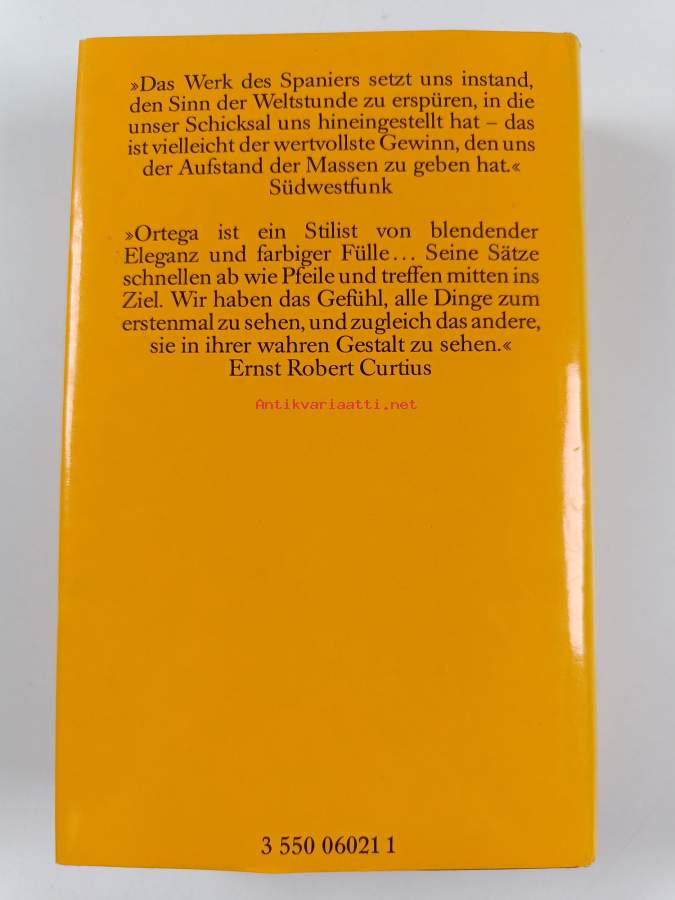 »Das Werk des Spaniers setzt uns instand,
den Sinn der Weltstunde zu erspüren, in die
unser Schicksal uns hineingestellt hat – das
ist vielleicht der wertvollste Gewinn, den uns
der Aufstand der Massen zu geben hat.«
Südwestfunk
»Ortega ist ein Stilist von blendender
Eleganz und farbiger Fülle... Seine Sätze
schnellen ab wie Pfeile und treffen mitten ins
Ziel. Wir haben das Gefühl, alle Dinge zum
erstenmal zu sehen, und zugleich das andere,
sie in ihrer wahren Gestalt zu sehen.«
Ernst Robert Curtius
Antikvariaatti.net
3 550 06021 1